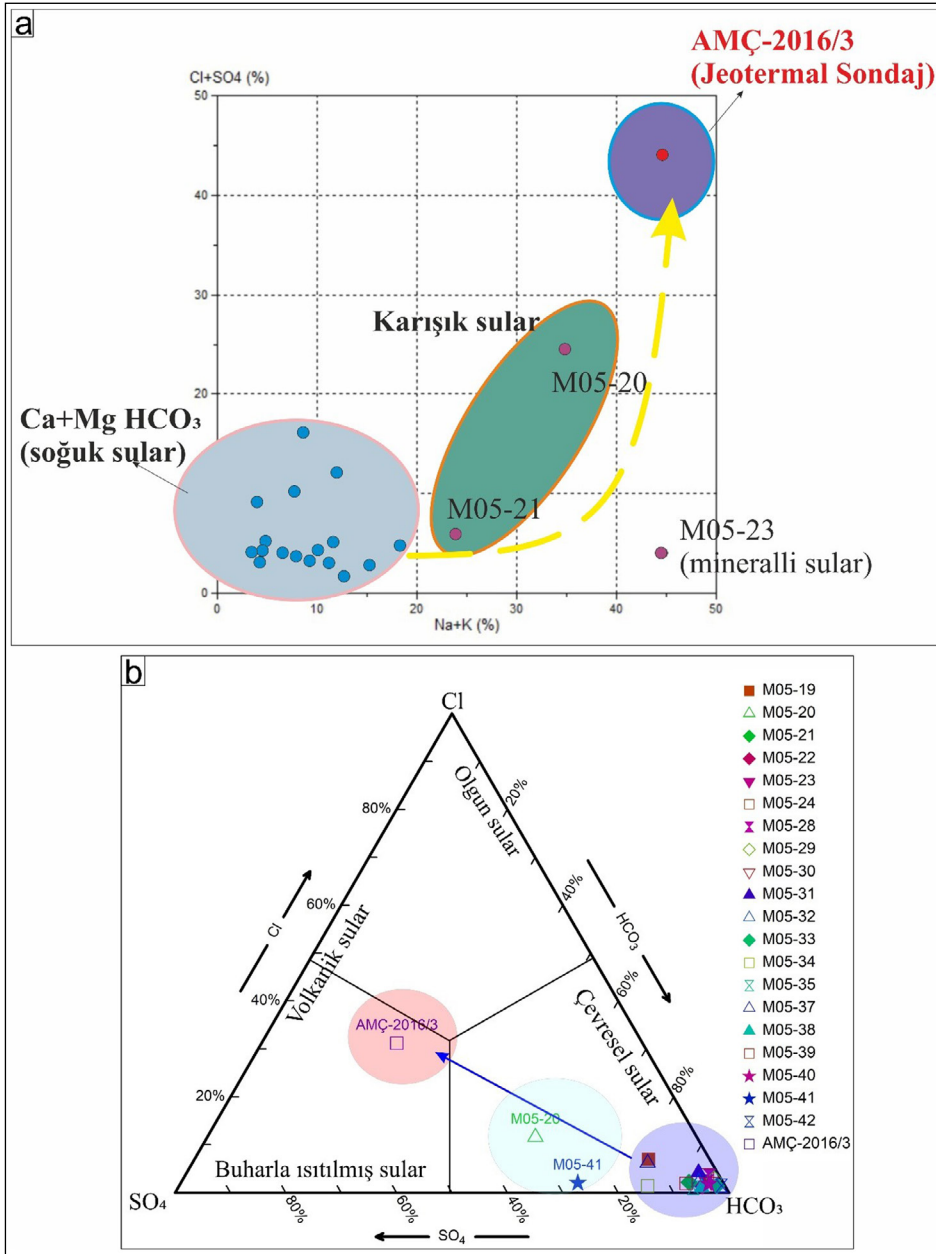 a
AMÇ-2016/3
(Jeotermal Sondaj)
Cl+SO4 (%)
50
40
30
20
10
0
Karışık sular
M05-20
Ca+Mg HCO₃
(soğuk sular)
M05-21
M05-23
(mineralli sular)
0
10
20
30
40
50
Na+K (%)
b
Cl
Olgun sular
20%
40%
60%
80%
HCO₃
80%
60%
40%
20%
Cl
Volkanik sular
Çevresel sular
AMÇ-2016/3
M05-20
M05-41
Buharla ısıtılmış sular
SO₄
HCO₃
80%
60%
40%
20%
SO₄
M05-19
M05-20
M05-21
M05-22
M05-23
M05-24
M05-28
M05-29
M05-30
M05-31
M05-32
M05-33
M05-34
M05-35
M05-37
M05-38
M05-39
M05-40
M05-41
M05-42
AMÇ-2016/3